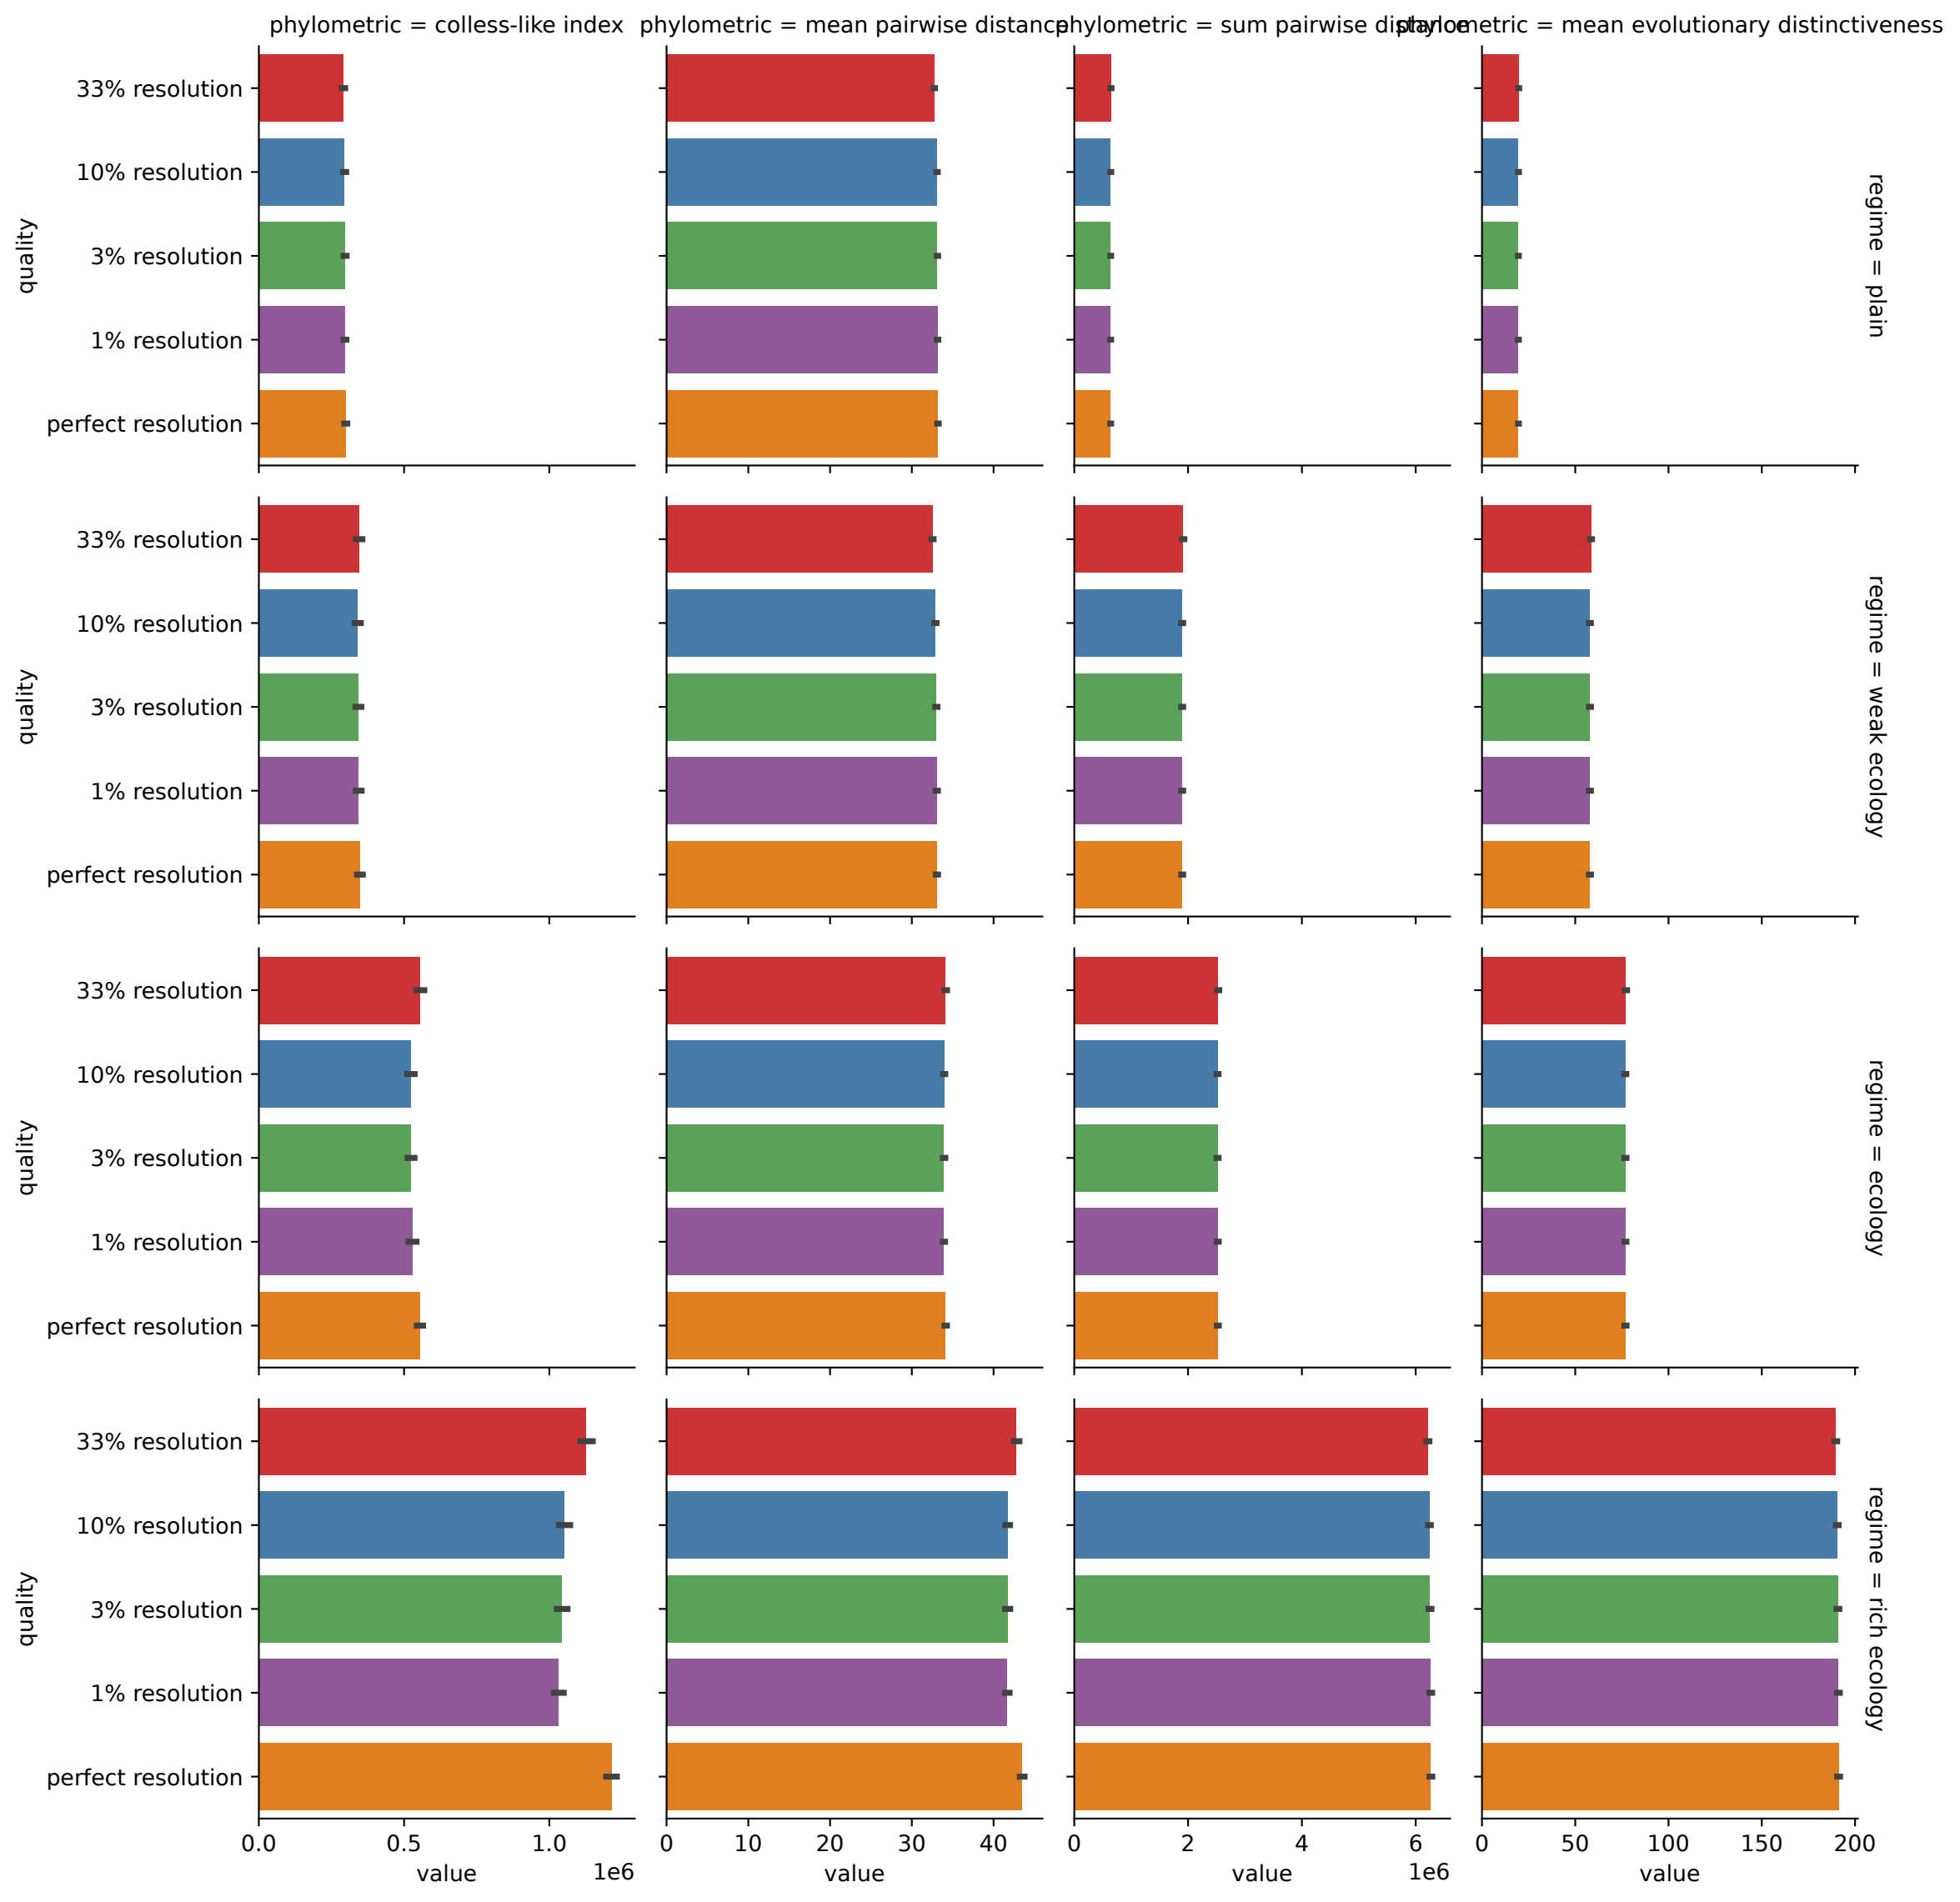 phylometric = colless-like index
phylometric = mean pairwise distance
phylometric = sum pairwise distance
phylometric = mean evolutionary distinctiveness
quality
33% resolution
10% resolution
3% resolution
1% resolution
perfect resolution
regime = plain
quality
33% resolution
10% resolution
3% resolution
1% resolution
perfect resolution
regime = weak ecology
quality
33% resolution
10% resolution
3% resolution
1% resolution
perfect resolution
regime = ecology
quality
33% resolution
10% resolution
3% resolution
1% resolution
perfect resolution
regime = rich ecology
0.0 0.5 1.0
1e6
value
0 10 20 30 40
value
0 2 4 6
1e6
value
0 50 100 150 200
value